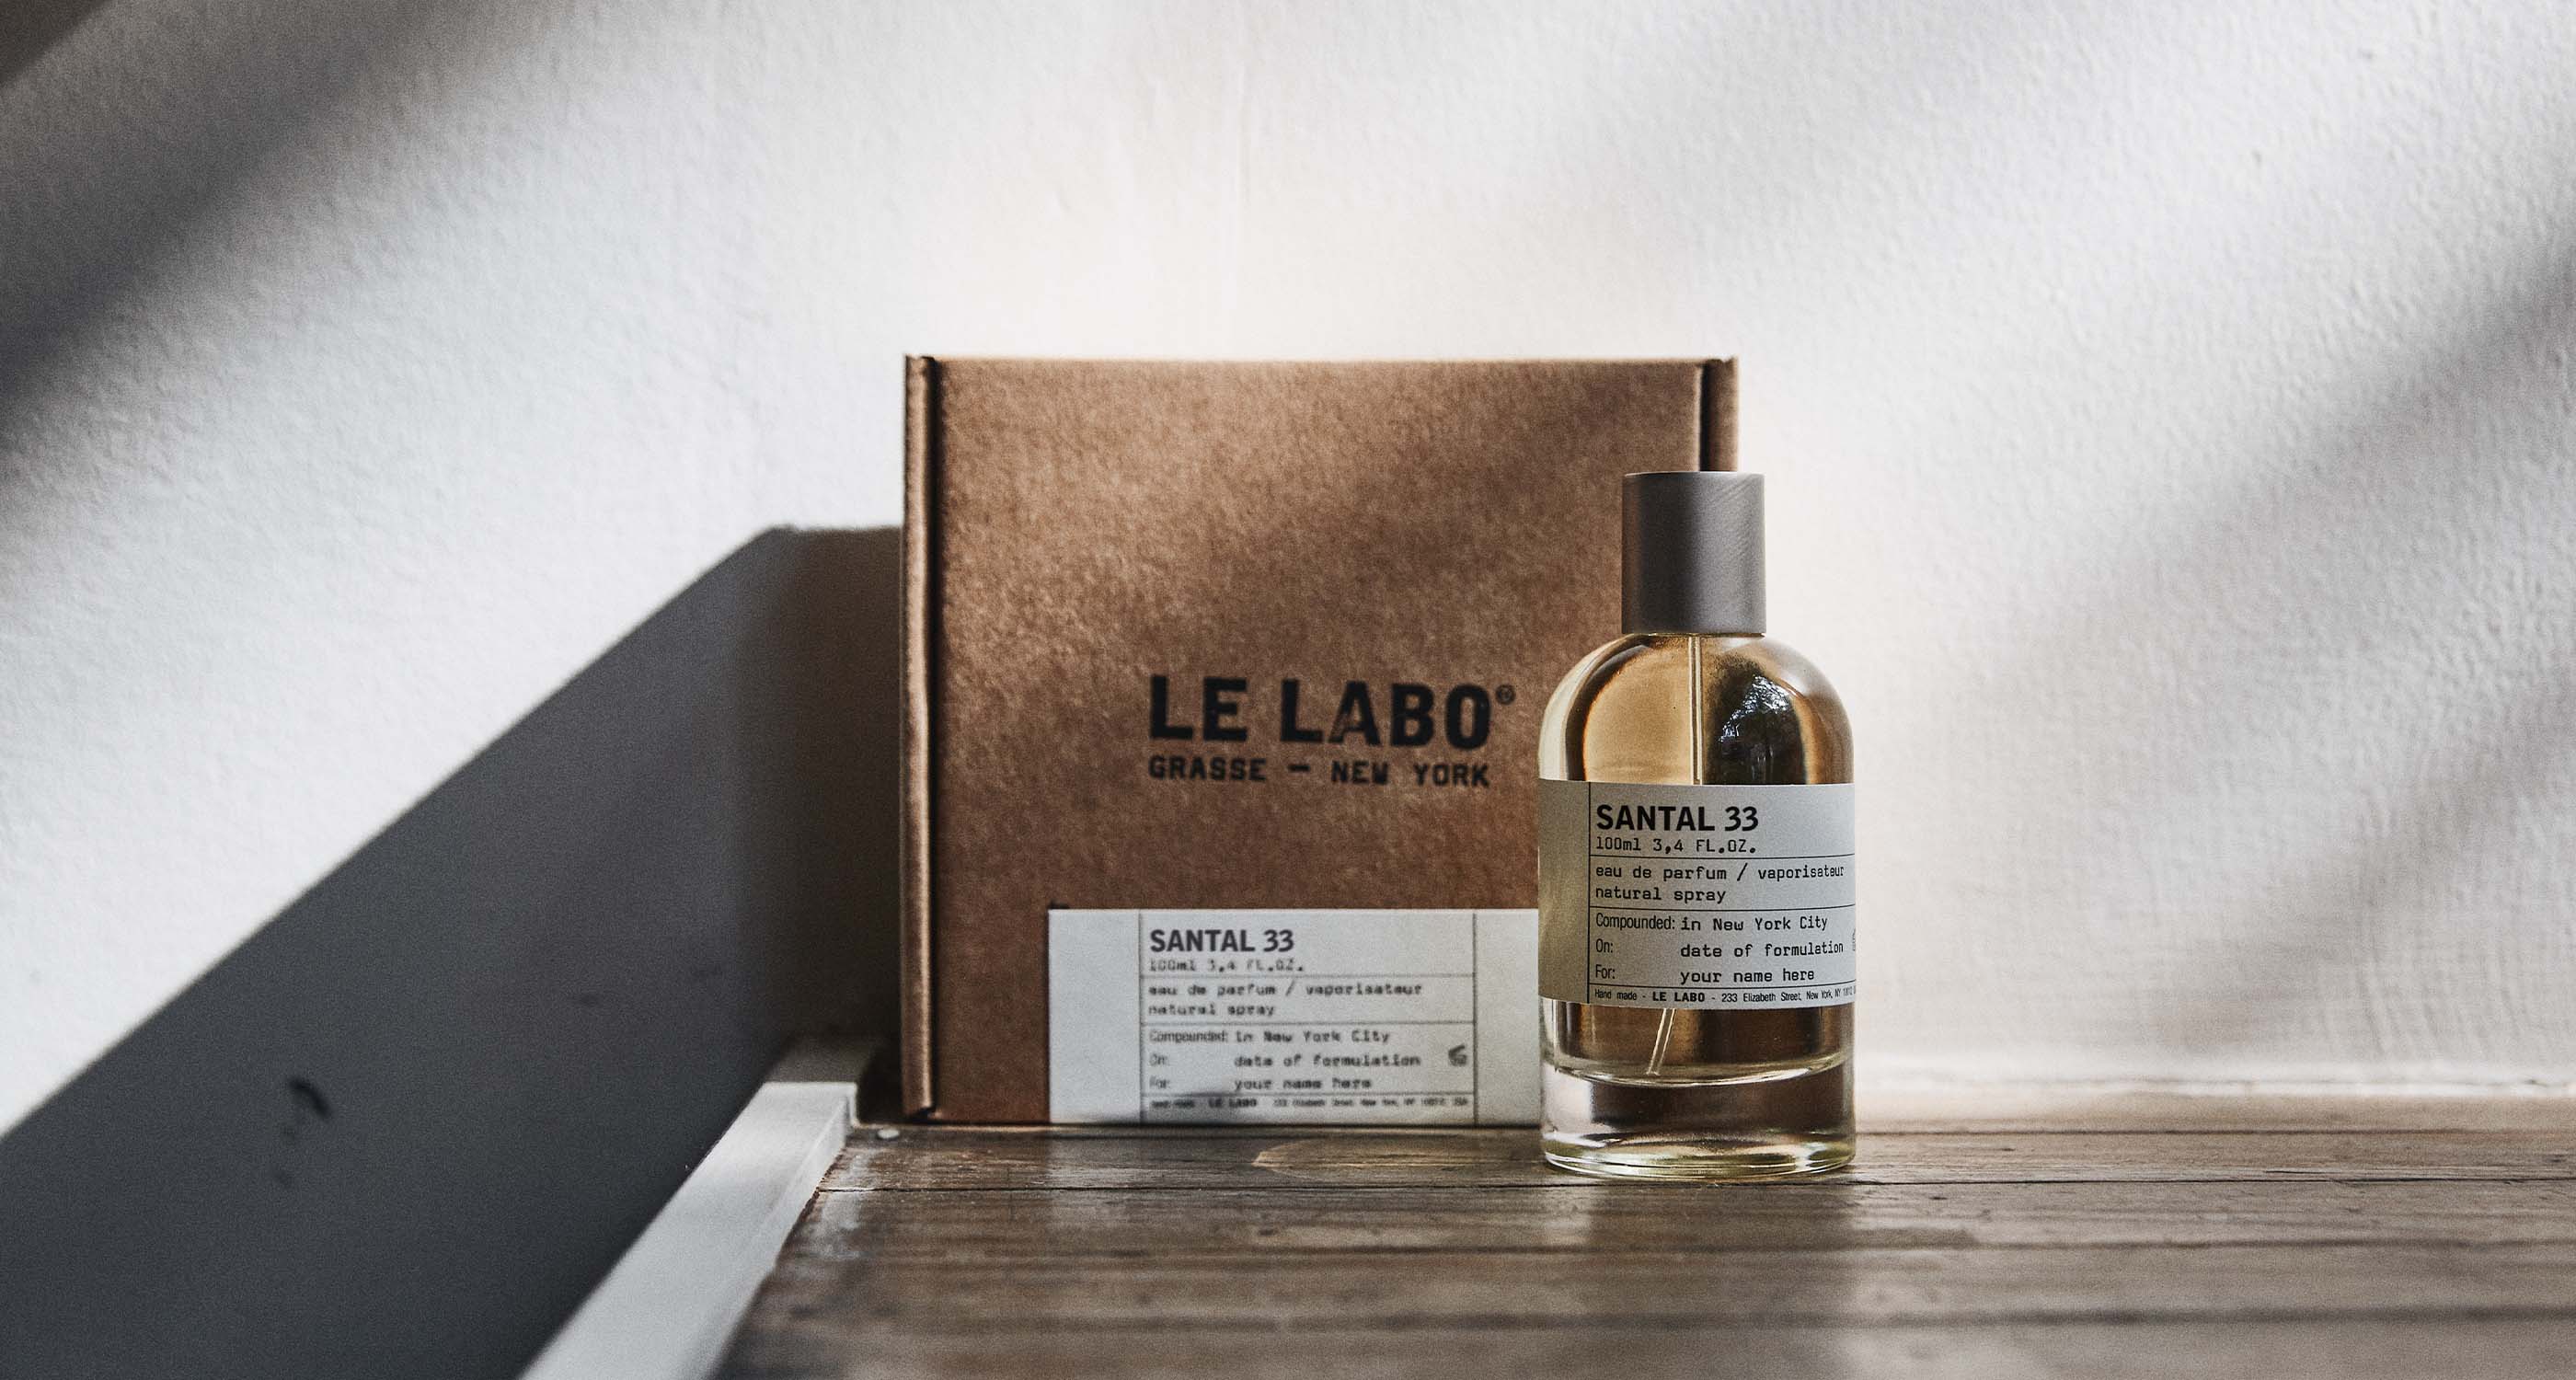 LE LABO®
GRASSE - NEW YORK
SANTAL 33
100ml 3,4 FL.OZ.
eau de parfum / vaporisateur
natural spray
Compounded: in New York City
On: date of formulation
For: your name here
SANTAL 33
100ml 3,4 FL.OZ.
eau de parfum / vaporisateur
natural spray
Compounded: in New York City
On: date of formulation
For: your name here
Hand made - LE LABO - 233 Elizabeth Street, New York, NY